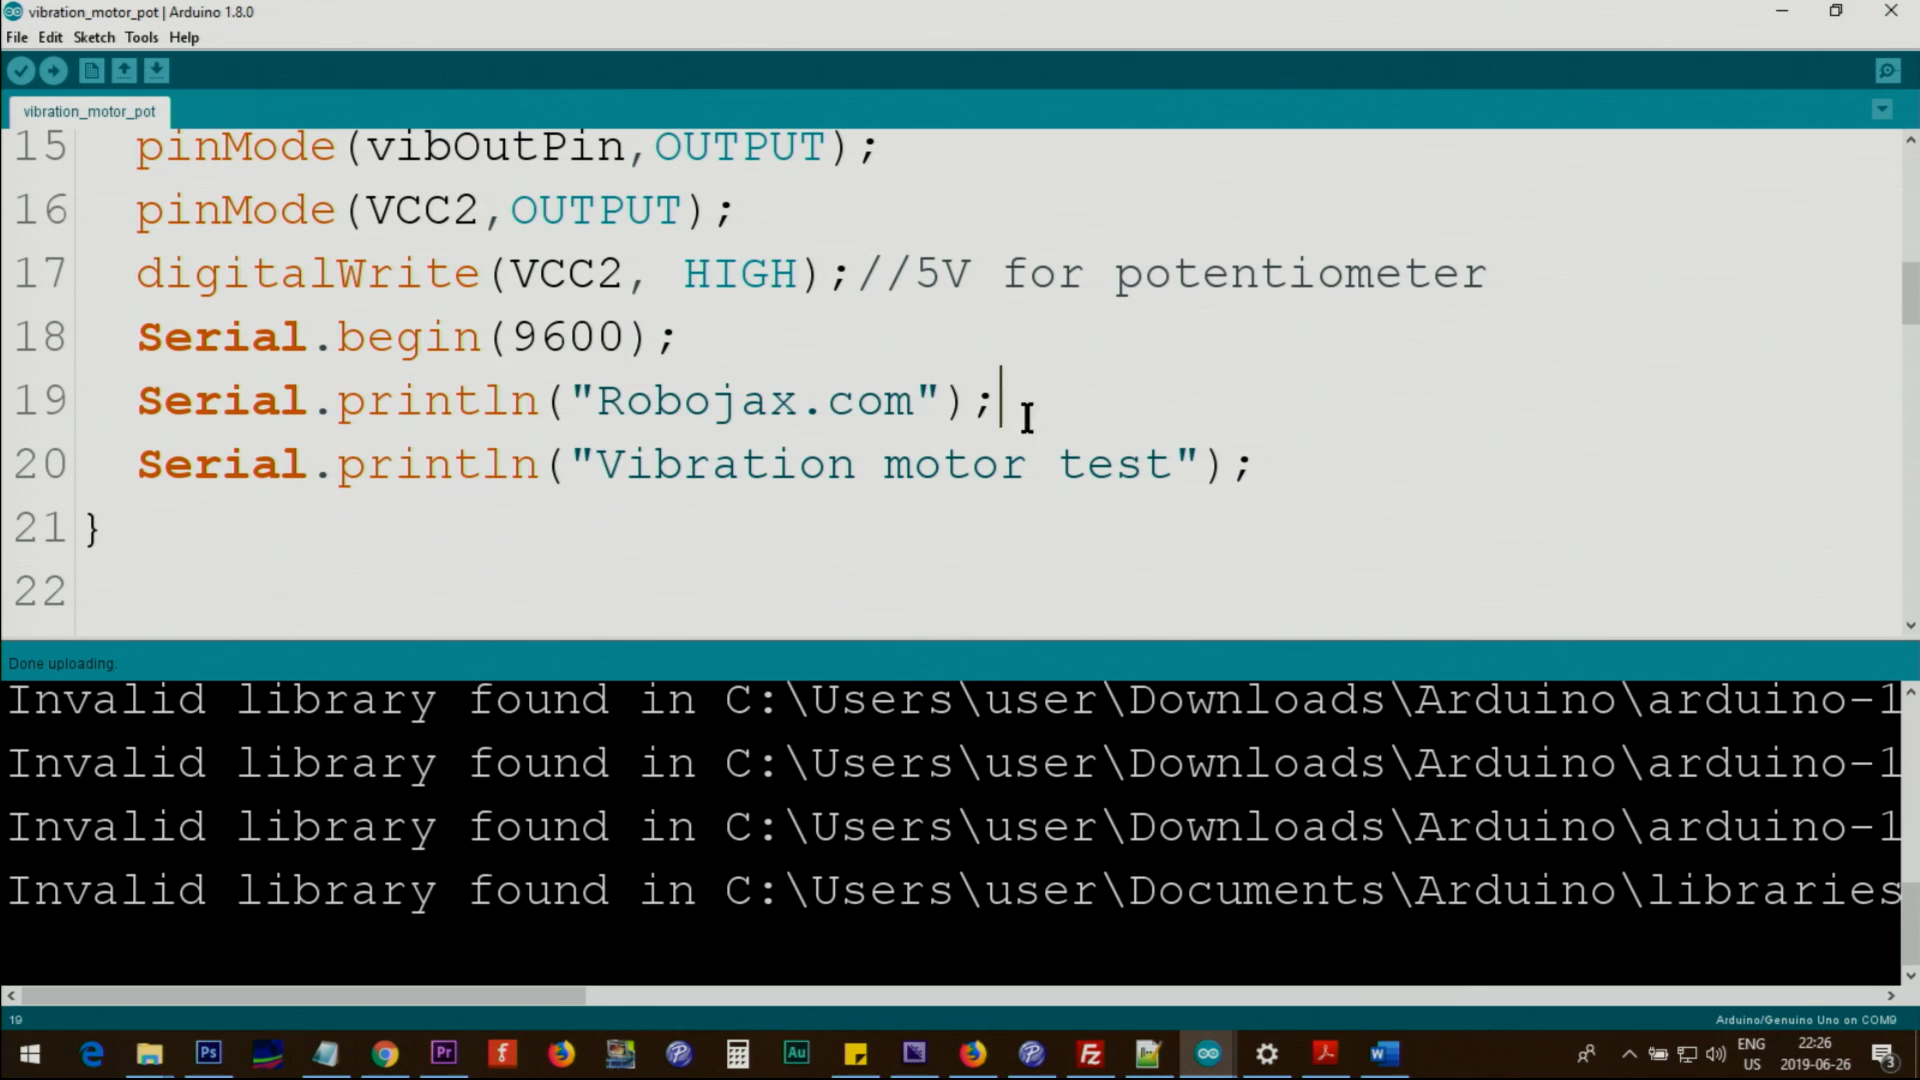 vibration_motor_pot | Arduino 1.8.0
File Edit Sketch Tools Help
vibration_motor_pot
15 pinMode(vibOutPin,OUTPUT);
16 pinMode(VCC2,OUTPUT);
17 digitalWrite(VCC2, HIGH);//5V for potentiometer
18 Serial.begin(9600);
19 Serial.println("Robojax.com");
20 Serial.println("Vibration motor test");
21 }
22
Done uploading.
Invalid library found in C:\Users\user\Downloads\Arduino\arduino-1
Invalid library found in C:\Users\user\Downloads\Arduino\arduino-1
Invalid library found in C:\Users\user\Downloads\Arduino\arduino-1
Invalid library found in C:\Users\user\Documents\Arduino\libraries
19
Arduino/Genuino Uno on COM9
Ps Pr f Au Fz W
ENG 22:26
US 2019-06-26 3